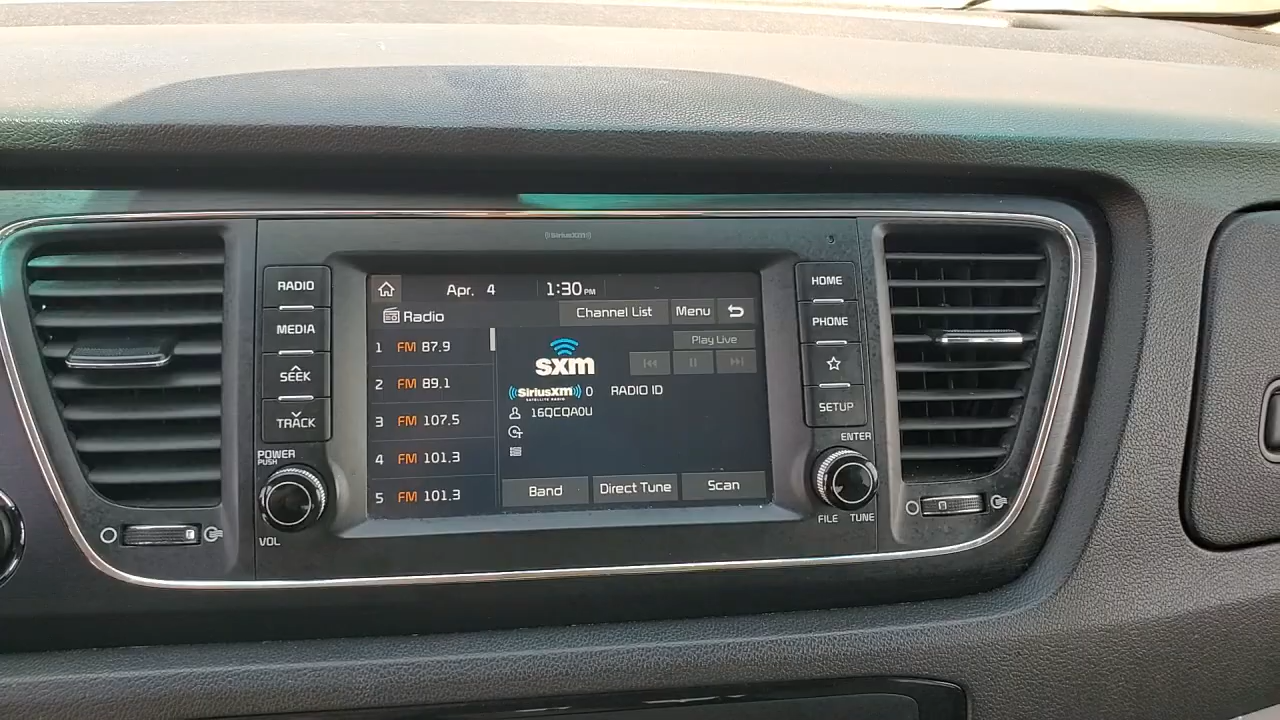 ((SiriusXM))
RADIO
MEDIA
SEEK
TRACK
POWER
PUSH
VOL
Apr. 4 1:30 PM
Radio Channel List Menu
1 FM 87.9
2 FM 89.1
3 FM 107.5
4 FM 101.3
5 FM 101.3
Play Live
sxm
((SiriusXM)) 0 RADIO ID
SATELLITE RADIO
16QCQA0U
Band Direct Tune Scan
HOME
PHONE
SETUP
ENTER
FILE TUNE